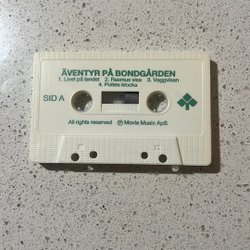 ÄVENTYR PÅ BONDGÅRDEN
1. Livet på landet 2. Rasmus visa 3. Vaggvisan
4. Puttes klocka
SID A
All rights reserved ℗ Movie Music ApS